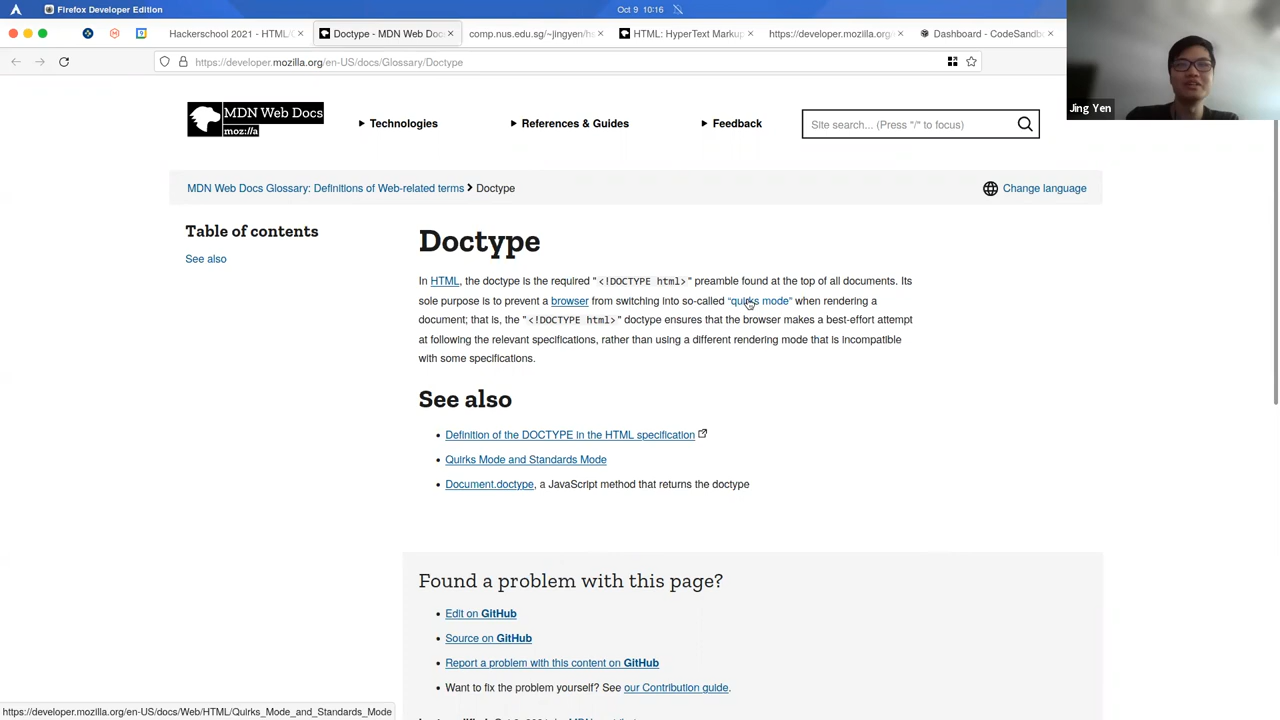 Firefox Developer Edition
Oct 9 10:16
Hackerschool 2021 - HTML/
Doctype - MDN Web Doc
comp.nus.edu.sg/~jingyen/h
HTML: HyperText Markup
https://developer.mozilla.org
Dashboard - CodeSandb
https://developer.mozilla.org/en-US/docs/Glossary/Doctype
Jing Yen
MDN Web Docs
moz://a
Technologies
References & Guides
Feedback
Site search... (Press "/" to focus)
MDN Web Docs Glossary: Definitions of Web-related terms
Doctype
Change language
Table of contents
See also
Doctype
In HTML, the doctype is the required "<!DOCTYPE html>" preamble found at the top of all documents. Its
sole purpose is to prevent a browser from switching into so-called “quirks mode” when rendering a
document; that is, the "<!DOCTYPE html>" doctype ensures that the browser makes a best-effort attempt
at following the relevant specifications, rather than using a different rendering mode that is incompatible
with some specifications.
See also
• Definition of the DOCTYPE in the HTML specification
• Quirks Mode and Standards Mode
• Document.doctype, a JavaScript method that returns the doctype
Found a problem with this page?
• Edit on GitHub
• Source on GitHub
• Report a problem with this content on GitHub
• Want to fix the problem yourself? See our Contribution guide.
https://developer.mozilla.org/en-US/docs/Web/HTML/Quirks_Mode_and_Standards_Mode